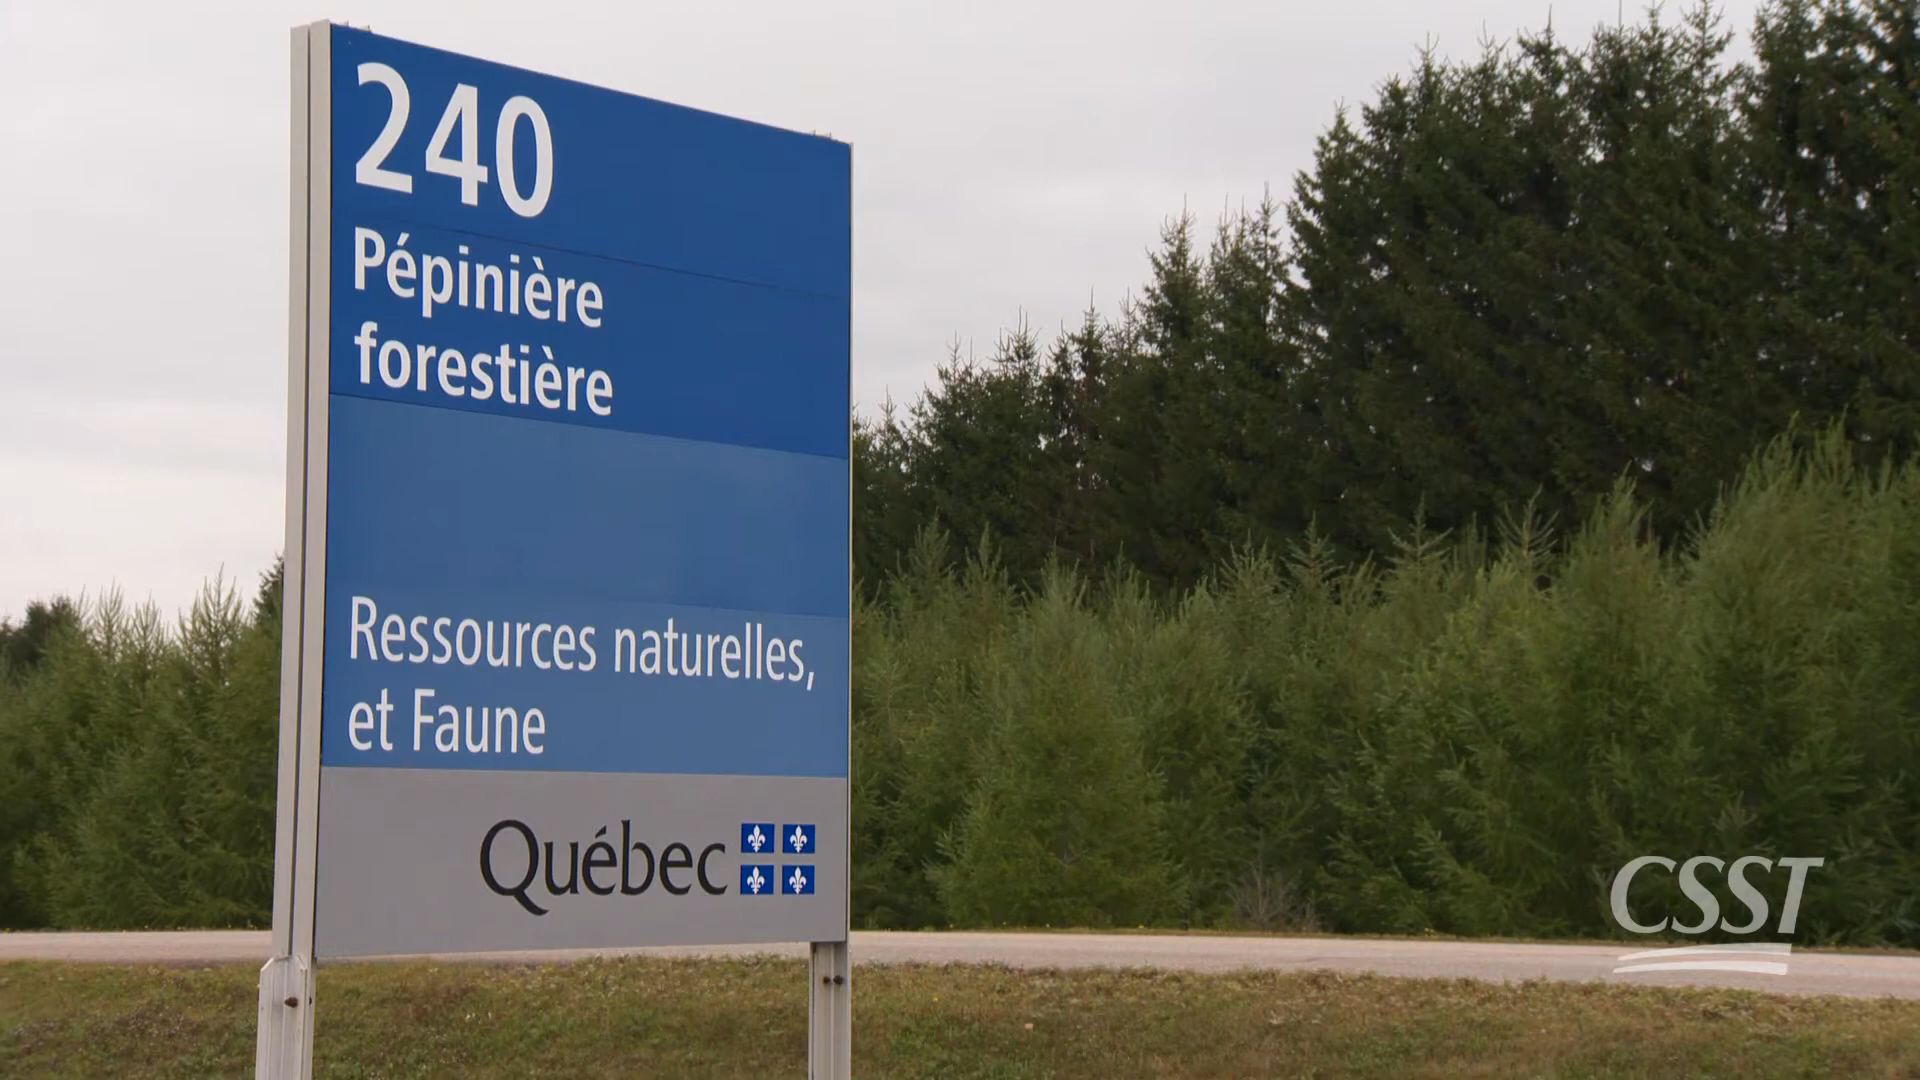 240
Pépinière
forestière
Ressources naturelles,
et Faune
Québec
CSST